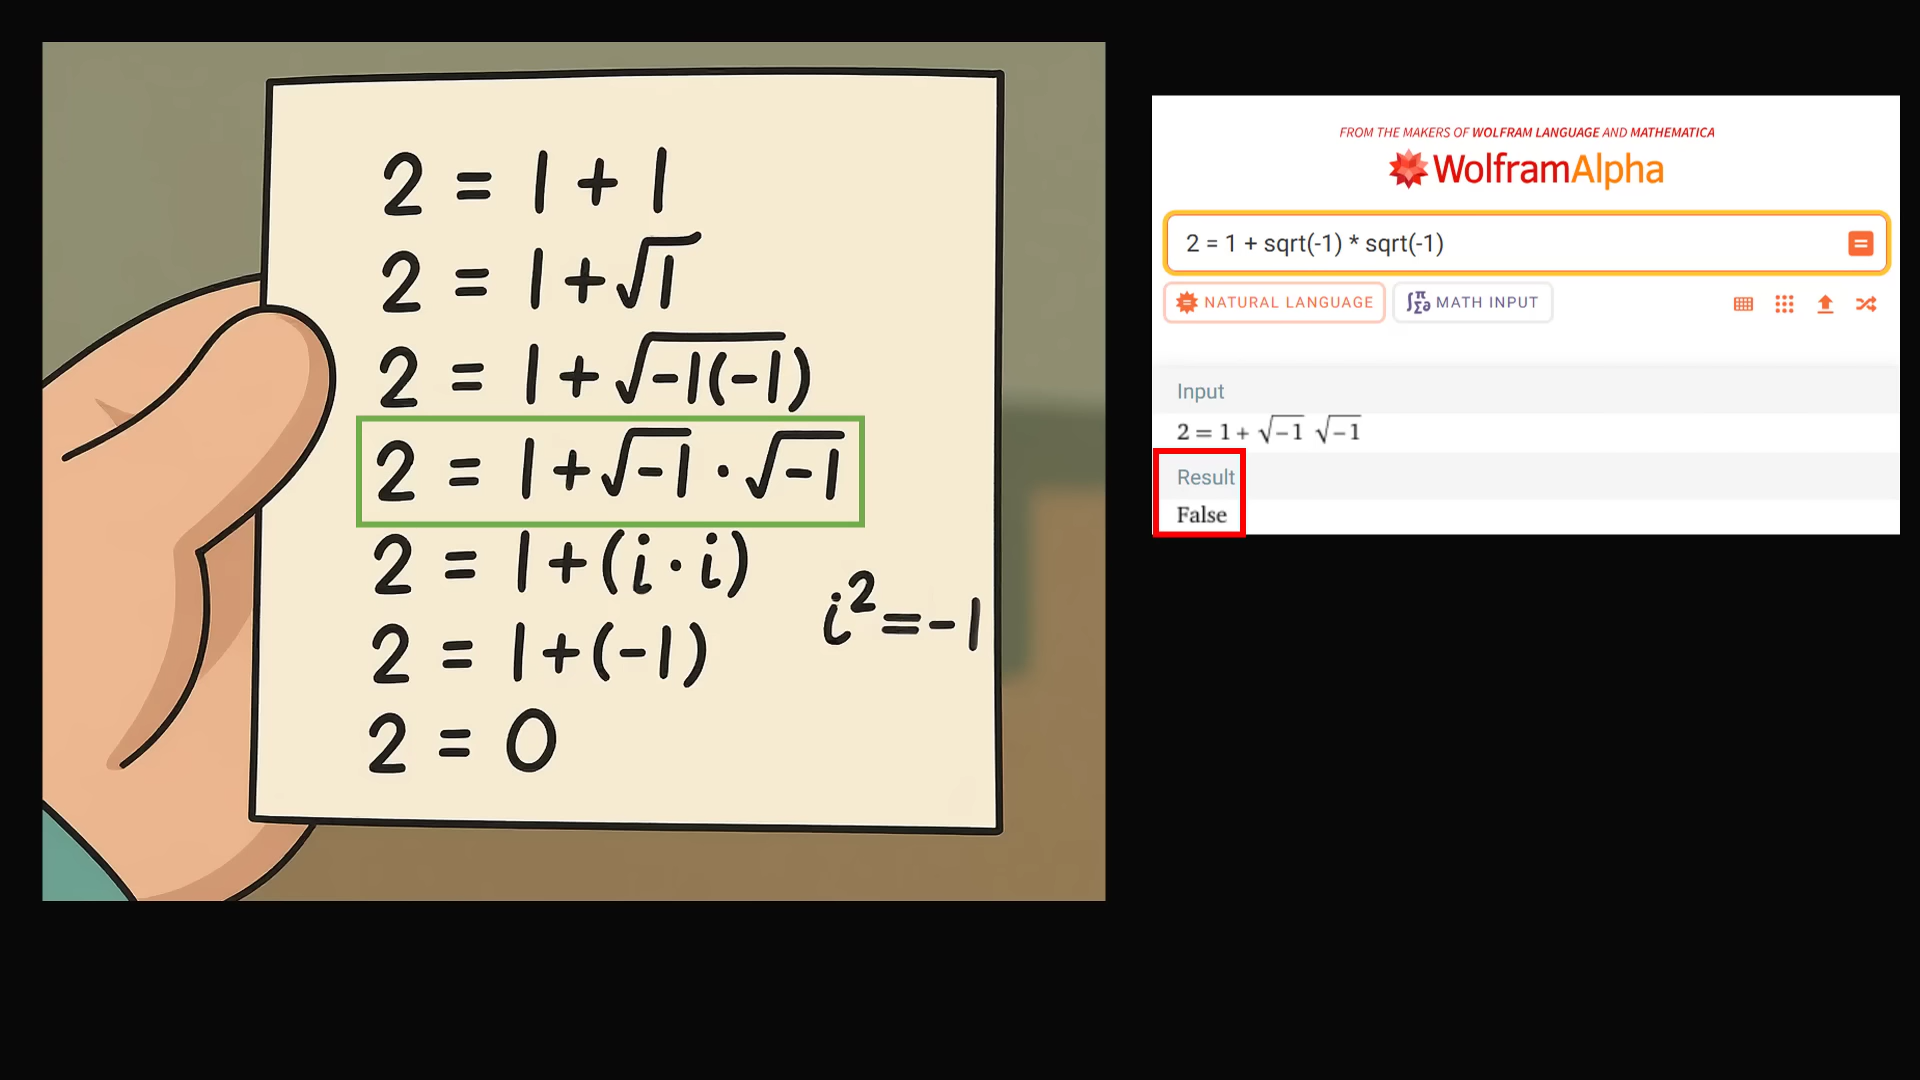 2 = 1 + 1
2 = 1 + √1
2 = 1 + √-1(-1)
2 = 1 + √-1 · √-1
2 = 1 + (i · i)
i² = -1
2 = 1 + (-1)
2 = 0
FROM THE MAKERS OF WOLFRAM LANGUAGE AND MATHEMATICA
WolframAlpha
2 = 1 + sqrt(-1) * sqrt(-1)
NATURAL LANGUAGE
MATH INPUT
Input
2 = 1 + √-1 √-1
Result
False